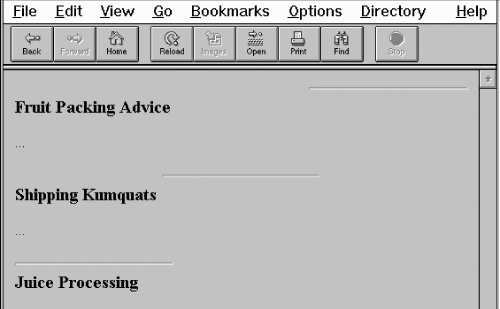 File Edit View Go Bookmarks Options Directory Help
Back Forward Home Reload Images Open Print Find Stop
Fruit Packing Advice
...
Shipping Kumquats
...
Juice Processing